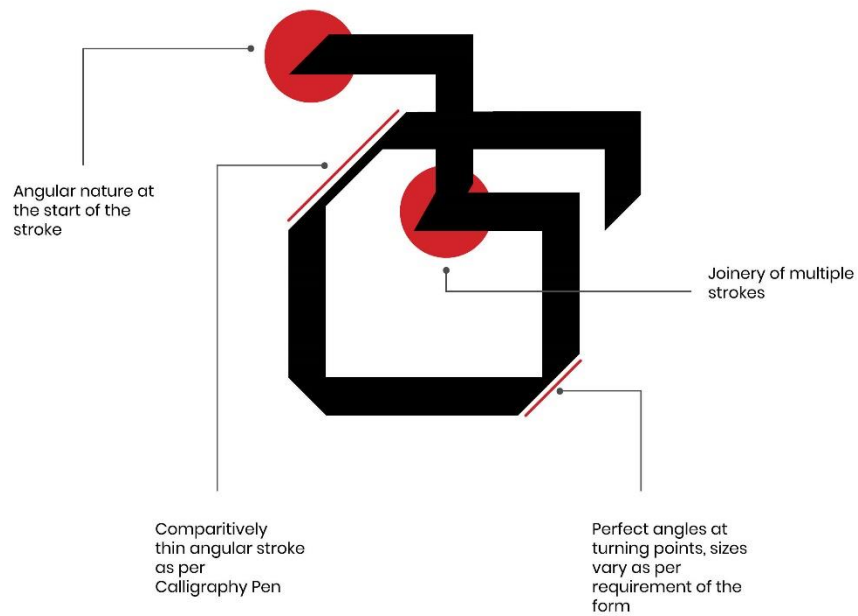 Angular nature at
the start of the
stroke
Joinery of multiple
strokes
Comparitively
thin angular stroke
as per
Calligraphy Pen
Perfect angles at
turning points, sizes
vary as per
requirement of the
form